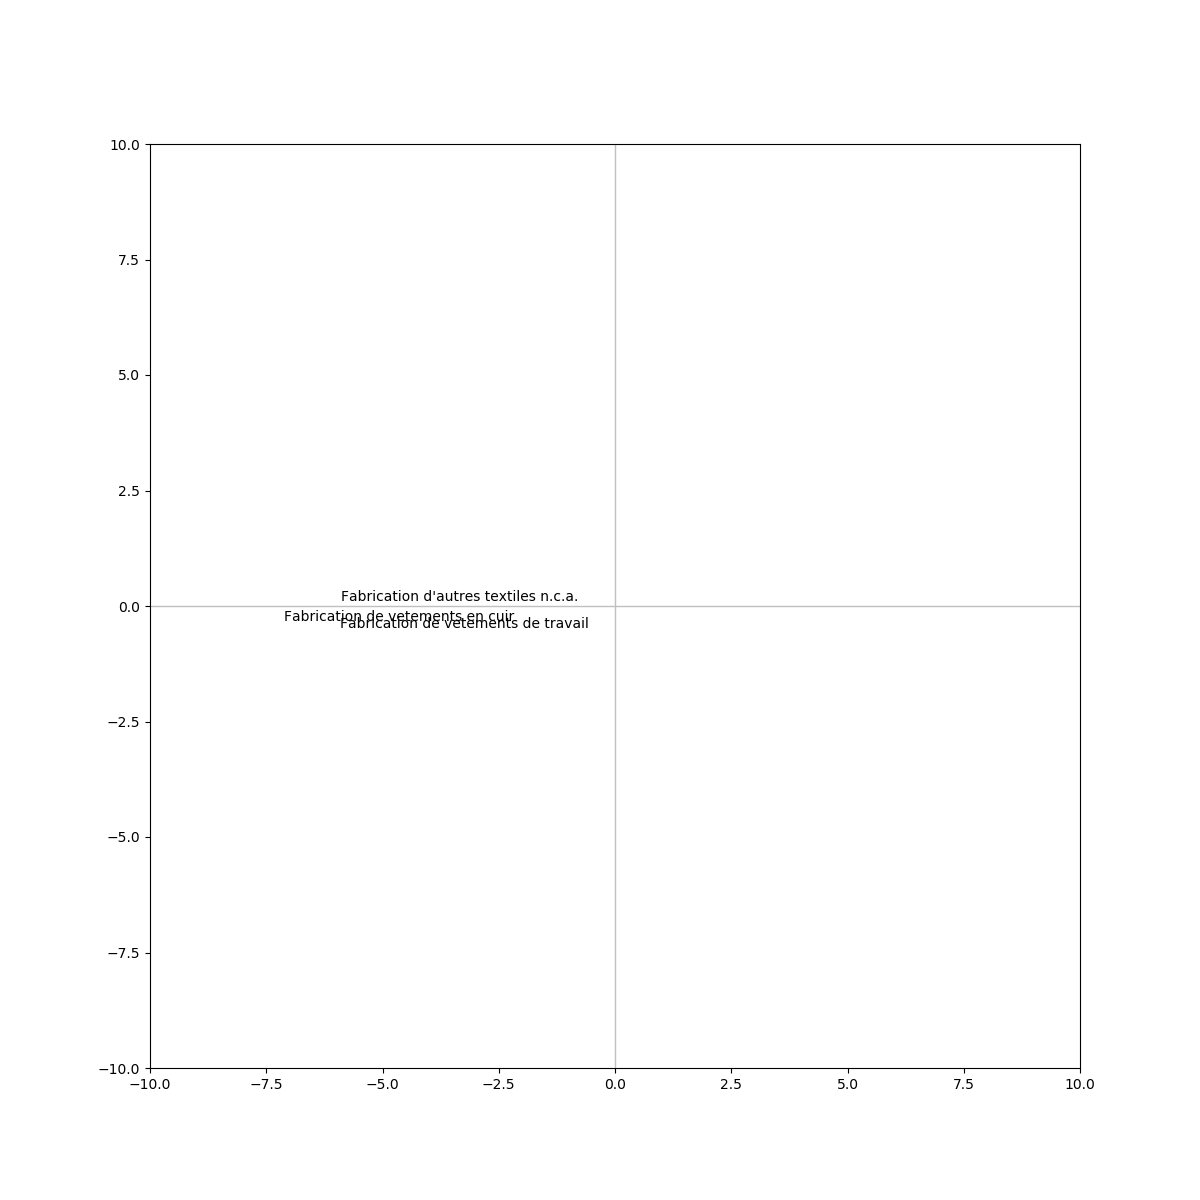 10.0
7.5
5.0
2.5
Fabrication d'autres textiles n.c.a.
0.0
Fabrication de vetements en cuir
Fabrication de vetements de travail
−2.5
−5.0
−7.5
−10.0
−10.0 −7.5 −5.0 −2.5 0.0 2.5 5.0 7.5 10.0